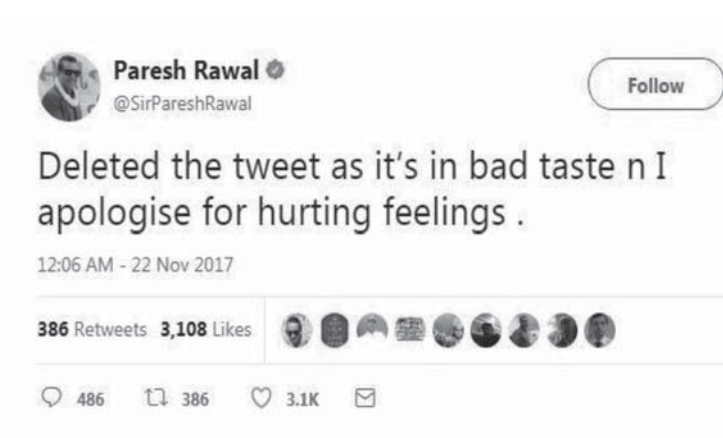 Paresh Rawal
@SirPareshRawal
Follow
Deleted the tweet as it's in bad taste n I
apologise for hurting feelings .
12:06 AM - 22 Nov 2017
386 Retweets 3,108 Likes
486 386 3.1K